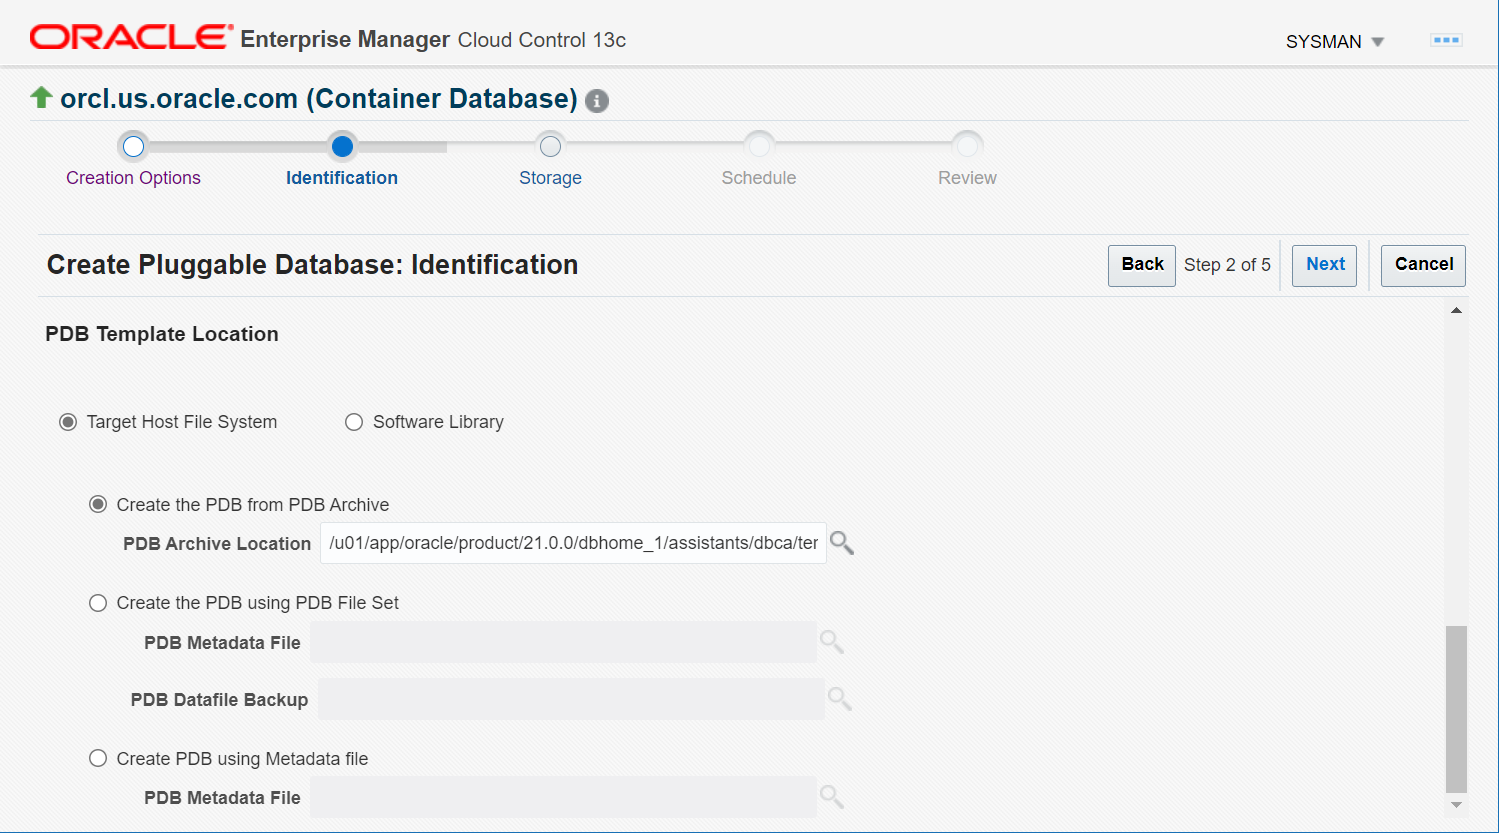 ORACLE Enterprise Manager Cloud Control 13c
SYSMAN
orcl.us.oracle.com (Container Database)
Creation Options
Identification
Storage
Schedule
Review
Create Pluggable Database: Identification
Back
Step 2 of 5
Next
Cancel
PDB Template Location
Target Host File System
Software Library
Create the PDB from PDB Archive
PDB Archive Location
/u01/app/oracle/product/21.0.0/dbhome_1/assistants/dbca/ter
Create the PDB using PDB File Set
PDB Metadata File
PDB Datafile Backup
Create PDB using Metadata file
PDB Metadata File